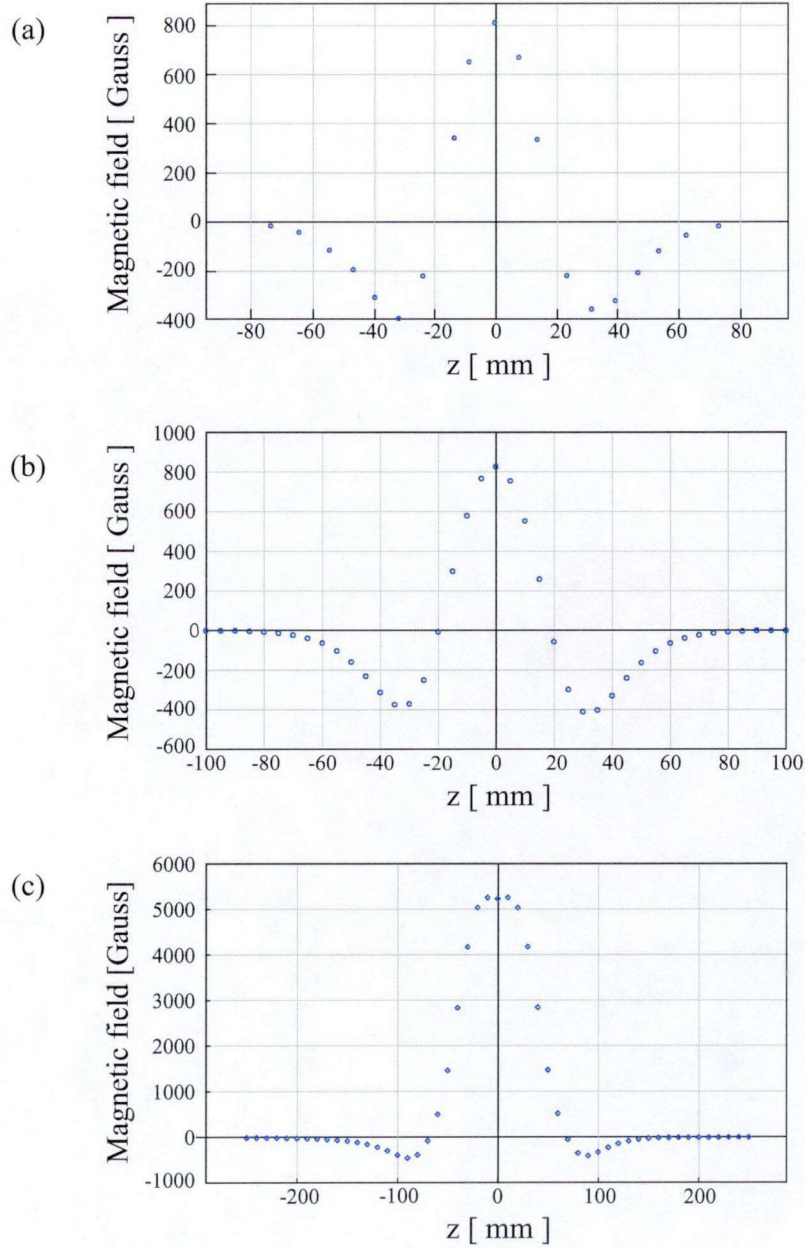 (a)
Magnetic field [ Gauss]
800
600
400
200
0
-200
-400
-80 -60 -40 -20 0 20 40 60 80
z [ mm ]
(b)
Magnetic field [ Gauss]
1000
800
600
400
200
0
-200
-400
-600
-100 -80 -60 -40 -20 0 20 40 60 80 100
z [ mm ]
(c)
Magnetic field [Gauss]
6000
5000
4000
3000
2000
1000
0
-1000
-200 -100 0 100 200
z [ mm ]